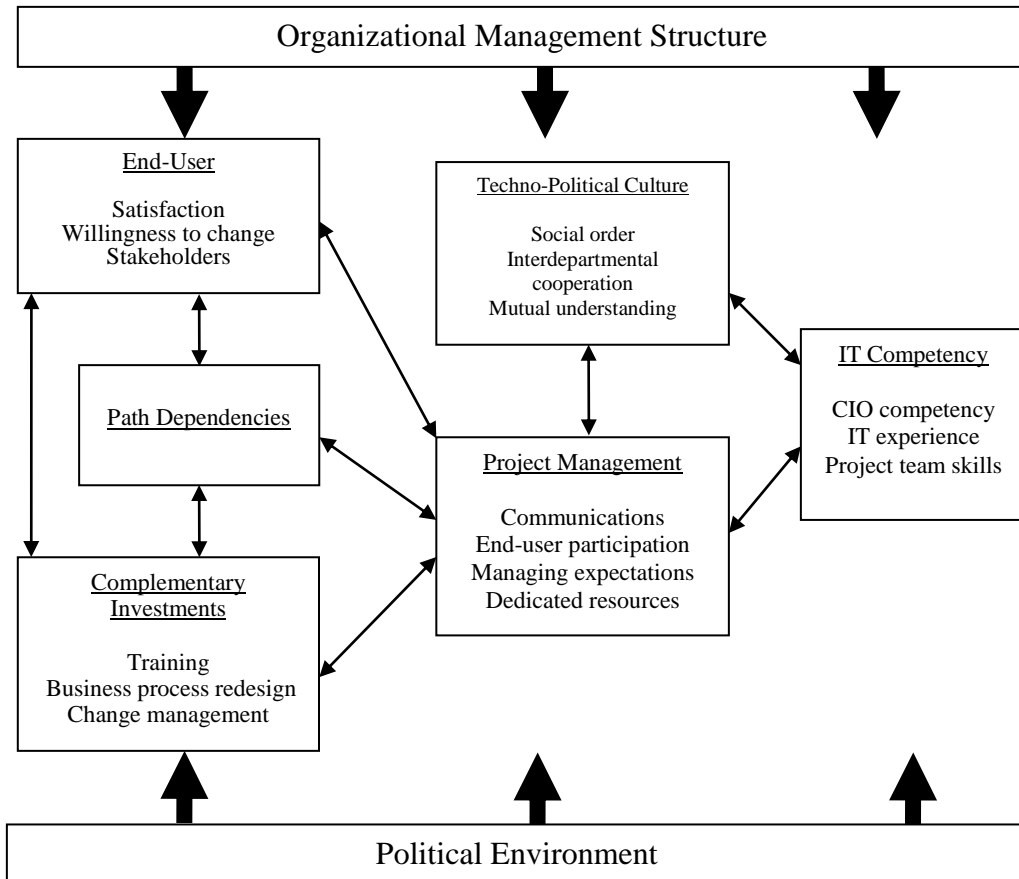 Organizational Management Structure
End-User
Satisfaction
Willingness to change
Stakeholders
Techno-Political Culture
Social order
Interdepartmental
cooperation
Mutual understanding
IT Competency
CIO competency
IT experience
Project team skills
Path Dependencies
Project Management
Communications
End-user participation
Managing expectations
Dedicated resources
Complementary
Investments
Training
Business process redesign
Change management
Political Environment